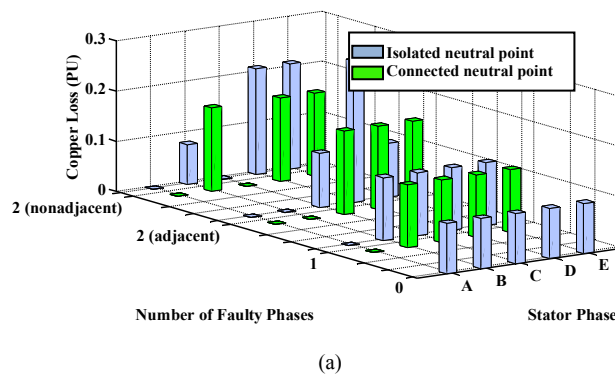 0.3
0.2
0.1
0
Copper Loss (PU)
Isolated neutral point
Connected neutral point
2 (nonadjacent)
2 (adjacent)
1
0
A
B
C
D
E
Number of Faulty Phases
Stator Phase
(a)